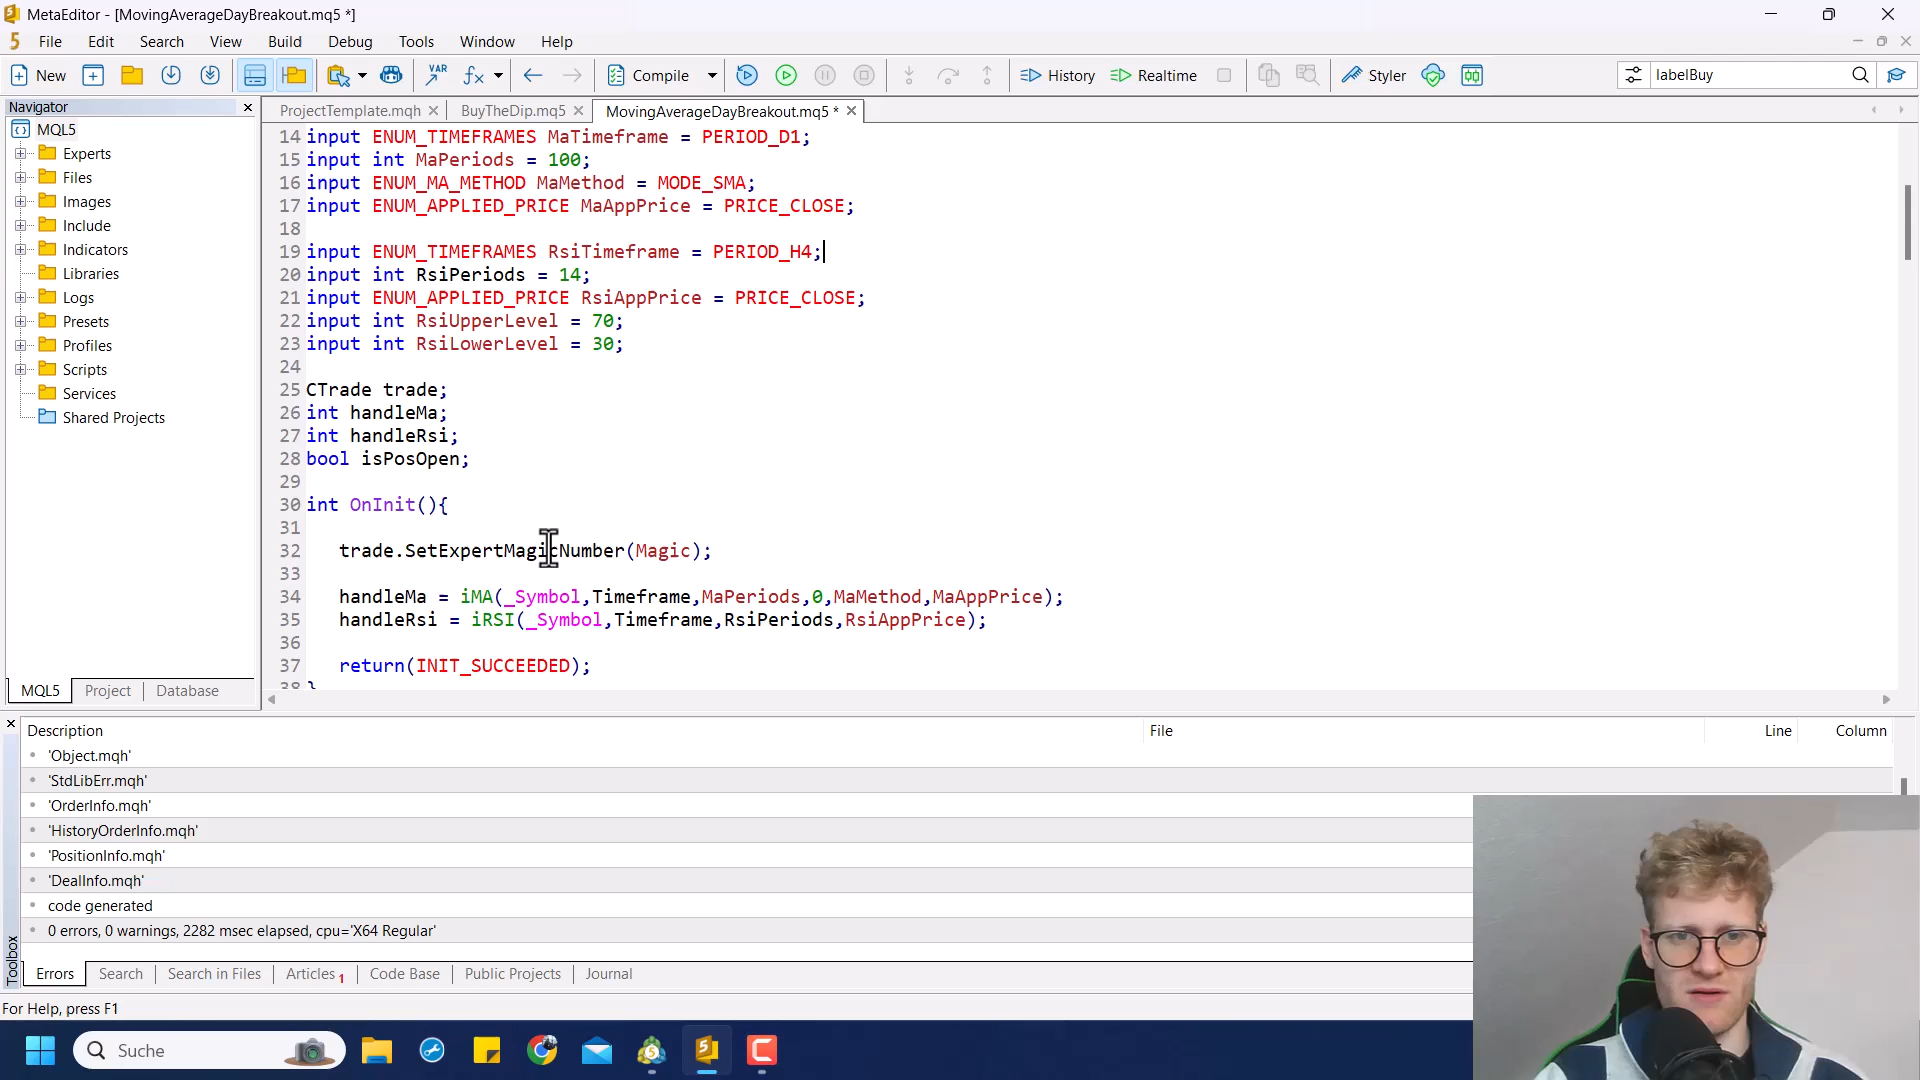 MetaEditor - [MovingAverageDayBreakout.mq5 *]
5 File Edit Search View Build Debug Tools Window Help
New Compile History Realtime Styler labelBuy
Navigator
ProjectTemplate.mqh BuyTheDip.mq5 MovingAverageDayBreakout.mq5 *
MQL5
Experts
Files
Images
Include
Indicators
Libraries
Logs
Presets
Profiles
Scripts
Services
Shared Projects
MQL5 Project Database
14 input ENUM_TIMEFRAMES MaTimeframe = PERIOD_D1;
15 input int MaPeriods = 100;
16 input ENUM_MA_METHOD MaMethod = MODE_SMA;
17 input ENUM_APPLIED_PRICE MaAppPrice = PRICE_CLOSE;
18
19 input ENUM_TIMEFRAMES RsiTimeframe = PERIOD_H4;
20 input int RsiPeriods = 14;
21 input ENUM_APPLIED_PRICE RsiAppPrice = PRICE_CLOSE;
22 input int RsiUpperLevel = 70;
23 input int RsiLowerLevel = 30;
24
25 CTrade trade;
26 int handleMa;
27 int handleRsi;
28 bool isPosOpen;
29
30 int OnInit(){
31
32 trade.SetExpertMagicNumber(Magic);
33
34 handleMa = iMA(_Symbol,Timeframe,MaPeriods,0,MaMethod,MaAppPrice);
35 handleRsi = iRSI(_Symbol,Timeframe,RsiPeriods,RsiAppPrice);
36
37 return(INIT_SUCCEEDED);
38 }
Description File Line Column
'Object.mqh'
'StdLibErr.mqh'
'OrderInfo.mqh'
'HistoryOrderInfo.mqh'
'PositionInfo.mqh'
'DealInfo.mqh'
code generated
0 errors, 0 warnings, 2282 msec elapsed, cpu='X64 Regular'
Toolbox
Errors Search Search in Files Articles 1 Code Base Public Projects Journal
For Help, press F1
Suche